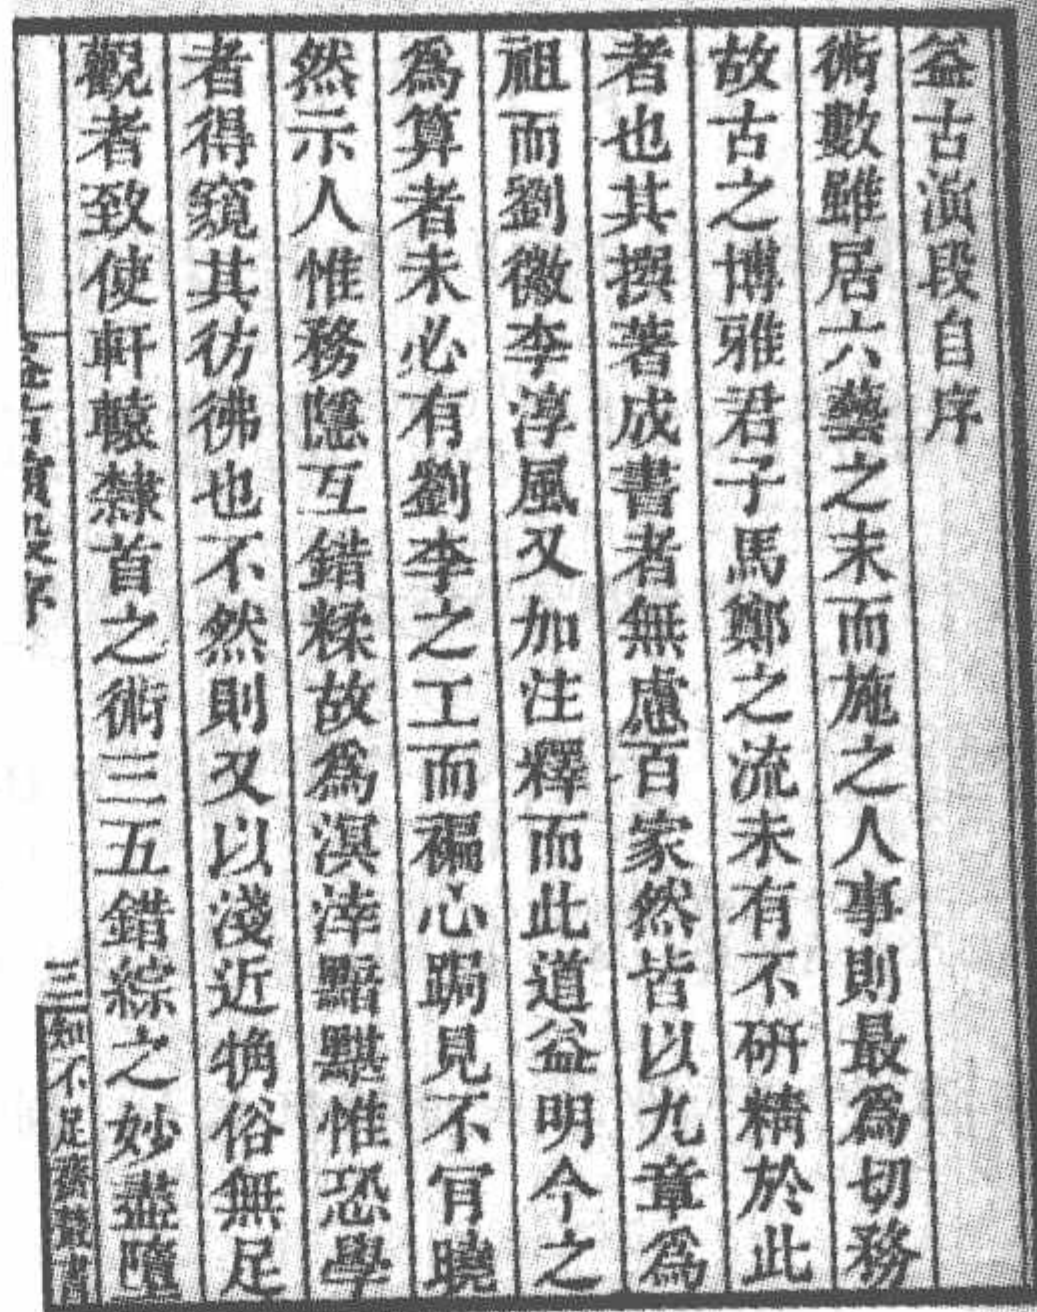 益古演段自序
術數雖居六藝之末而施之人事則最爲切務
故古之博雅君子馬鄭之流未有不硏精於此
者也其撰著成書者無慮百家然皆以九章爲
祖而劉徽李淳風又加注釋而此道益明今之
爲算者未必有劉李之工而褊心跼見不肎曉
然示人惟務隱互錯糅故爲溟涬黯黮惟恐學
者得窺其彷彿也不然則又以淺近觕俗無足
觀者致使軒轅隸首之術三五錯綜之妙盡墮
益古演段序
三
知不足齋叢書